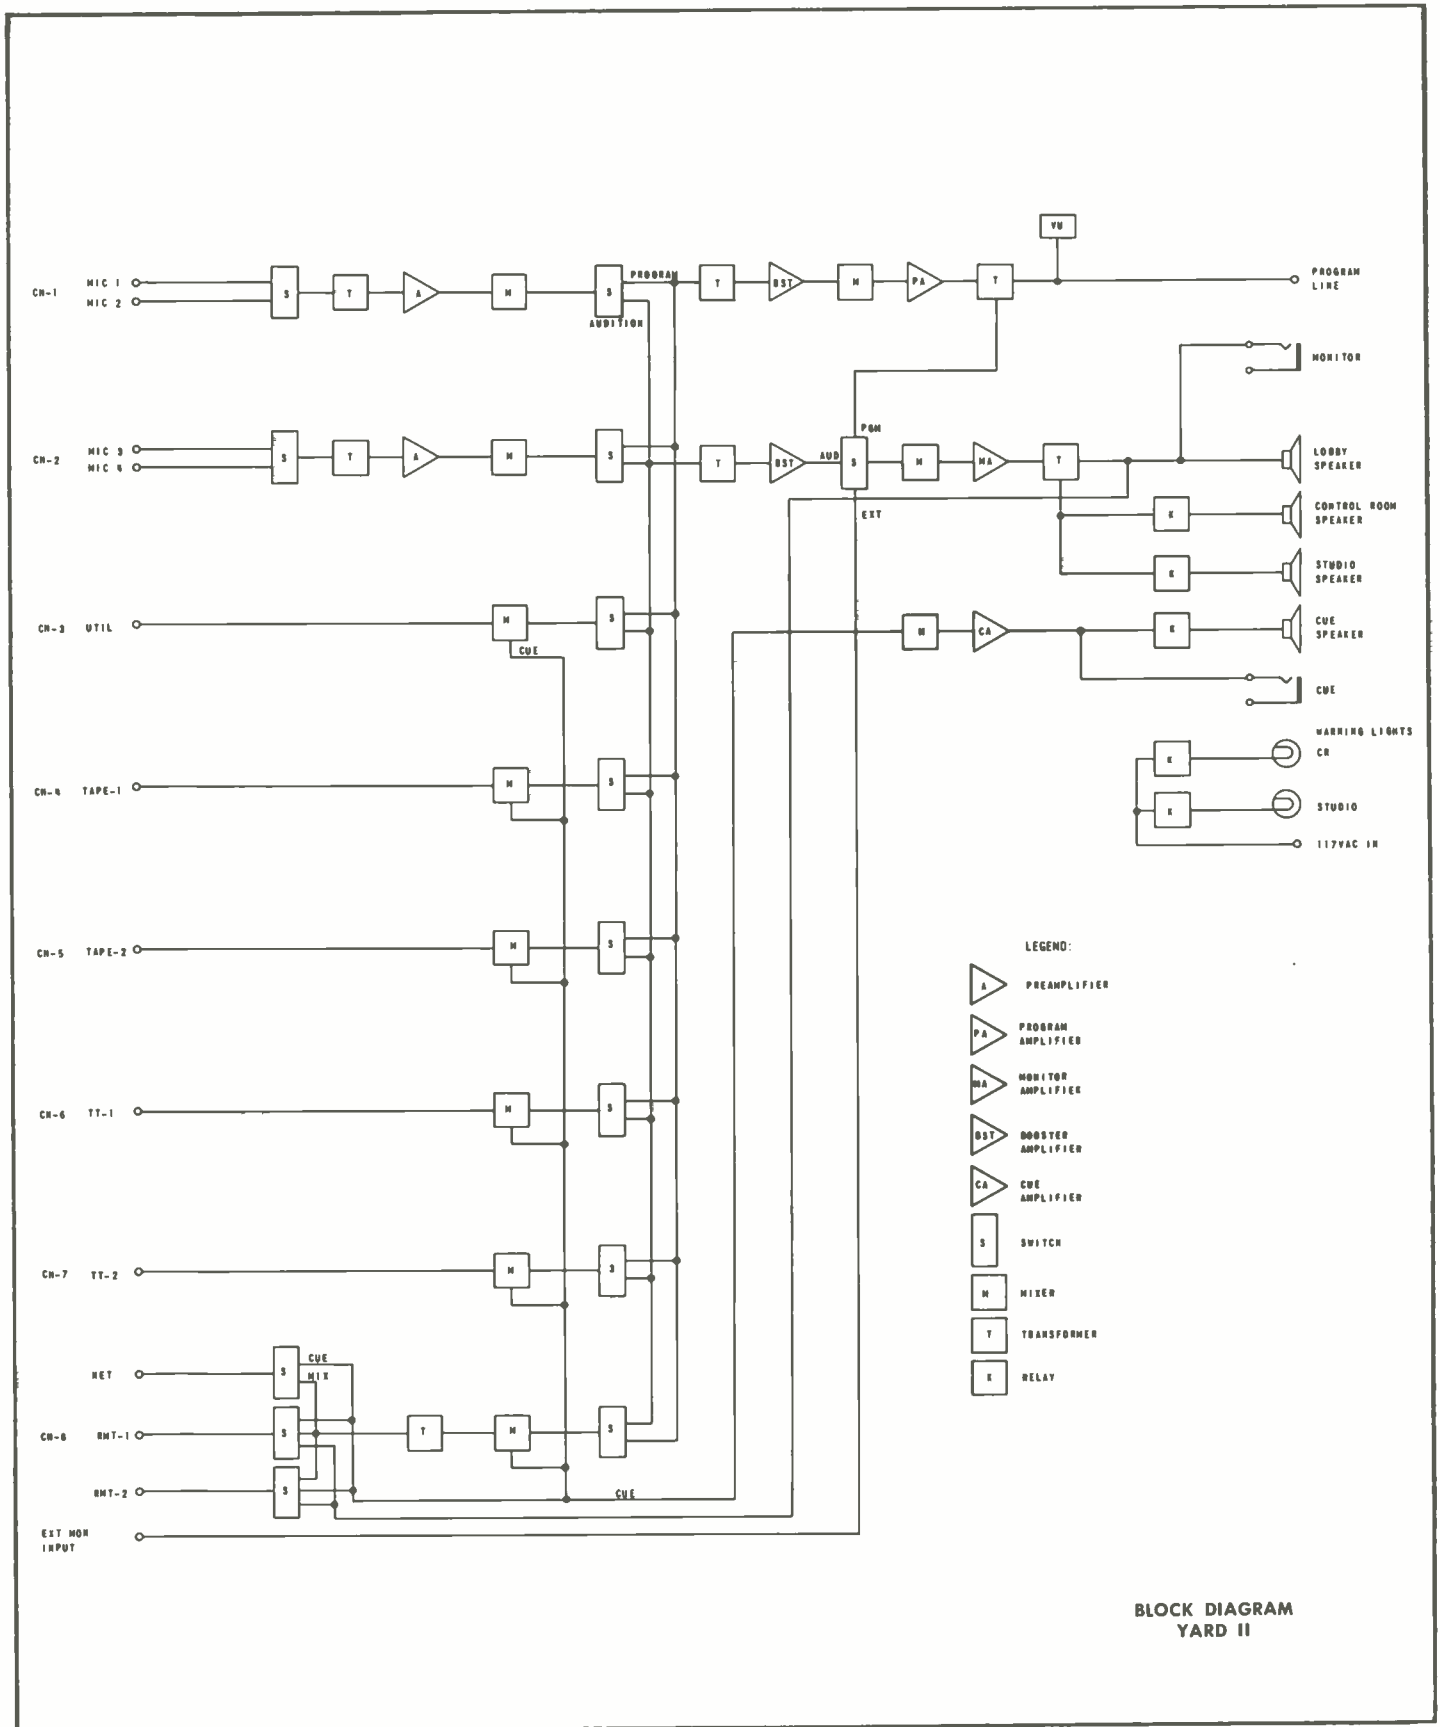 VU
CH-1 MIC 1
MIC 2
S T A M S
PROGRAM
AUDITION
T BST M PA T
PROGRAM
LINE
MONITOR
CH-2 MIC 3
MIC 4
S T A M S
T BST
AUD
PGM
S
EXT
M MA T
LOBBY
SPEAKER
K
CONTROL ROOM
SPEAKER
K
STUDIO
SPEAKER
CH-3 UTIL
M S
CUE
M CA K
CUE
SPEAKER
CUE
WARNING LIGHTS
K CR
K STUDIO
117VAC IN
CH-4 TAPE-1
M S
CH-5 TAPE-2
M S
CH-6 TT-1
M S
CH-7 TT-2
M S
NET
S
CUE
MIX
CH-8 RMT-1
S T M S
RMT-2
S
CUE
EXT MON
INPUT
LEGEND:
A PREAMPLIFIER
PA PROGRAM
AMPLIFIER
MA MONITOR
AMPLIFIER
BST BOOSTER
AMPLIFIER
CA CUE
AMPLIFIER
S SWITCH
M MIXER
T TRANSFORMER
K RELAY
BLOCK DIAGRAM
YARD II